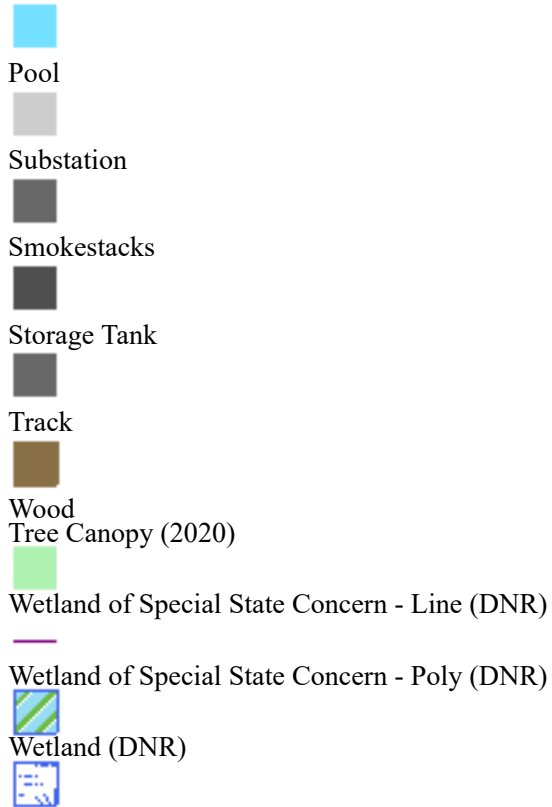 Pool
Substation
Smokestacks
Storage Tank
Track
Wood
Tree Canopy (2020)
Wetland of Special State Concern - Line (DNR)
Wetland of Special State Concern - Poly (DNR)
Wetland (DNR)